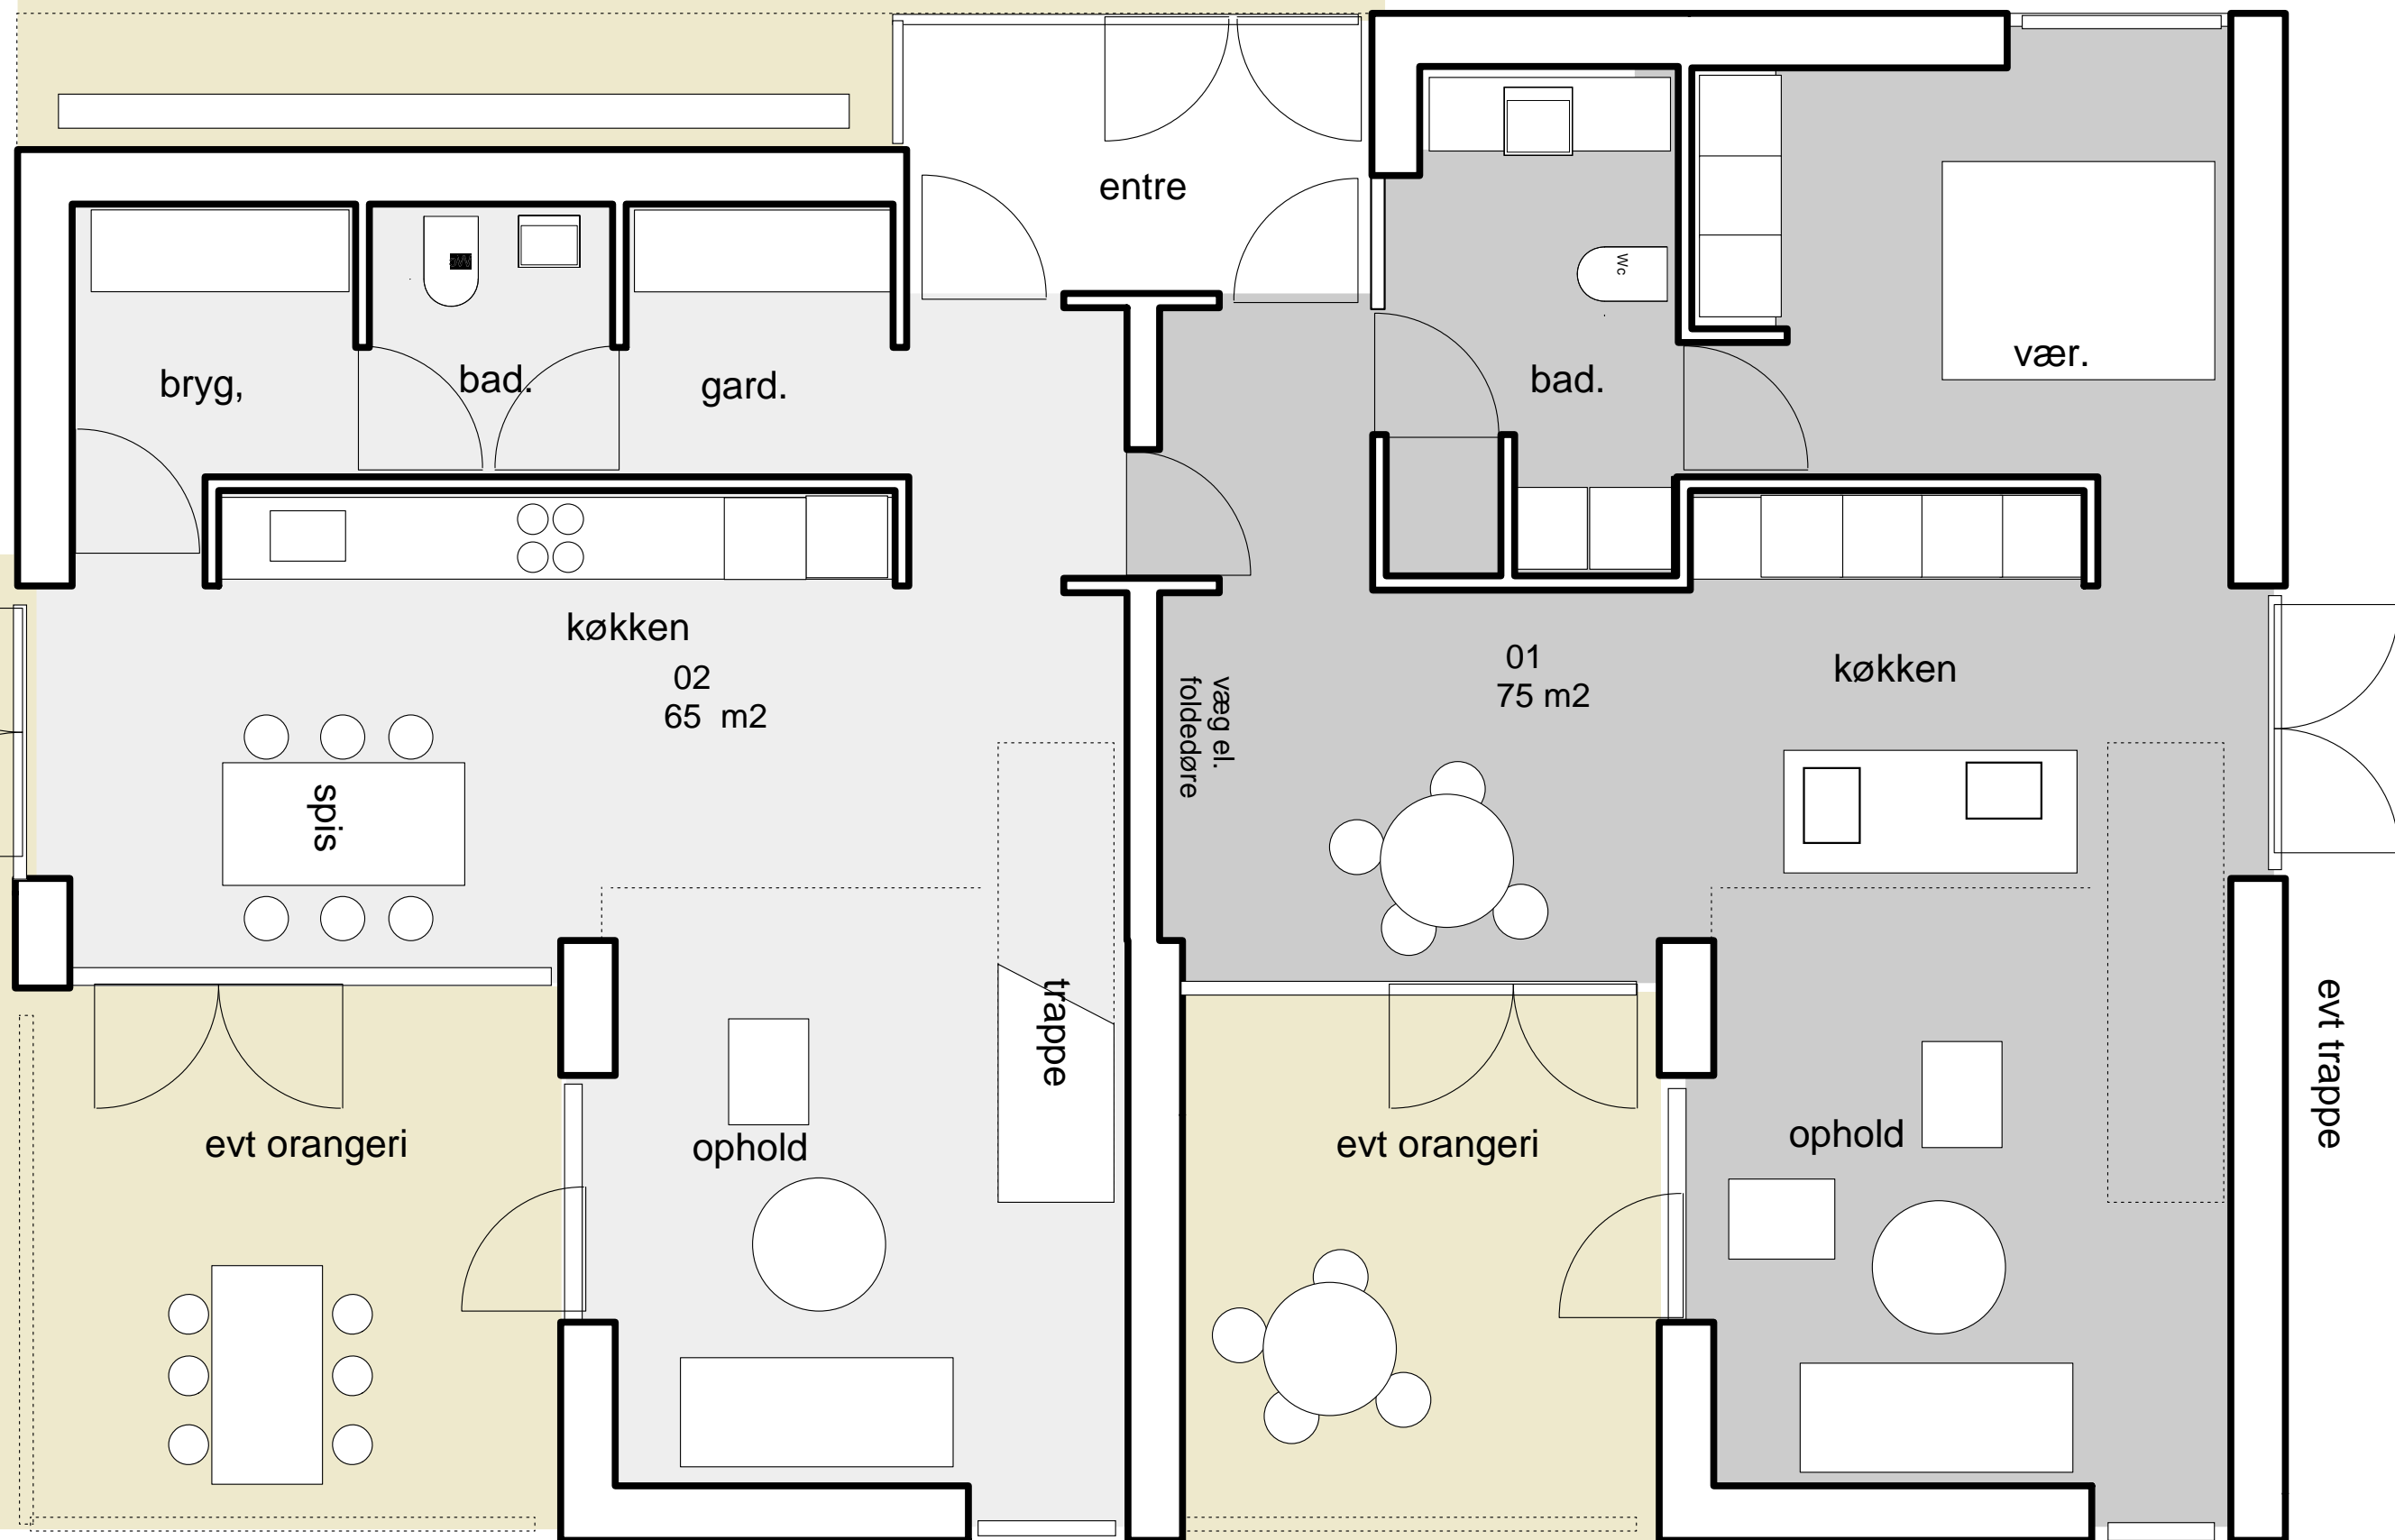 entre
Wc
bryg,
bad.
gard.
bad.
vær.
køkken
02
65 m2
væg el.
foldedøre
01
75 m2
køkken
spis
trappe
evt trappe
evt orangeri
ophold
evt orangeri
ophold